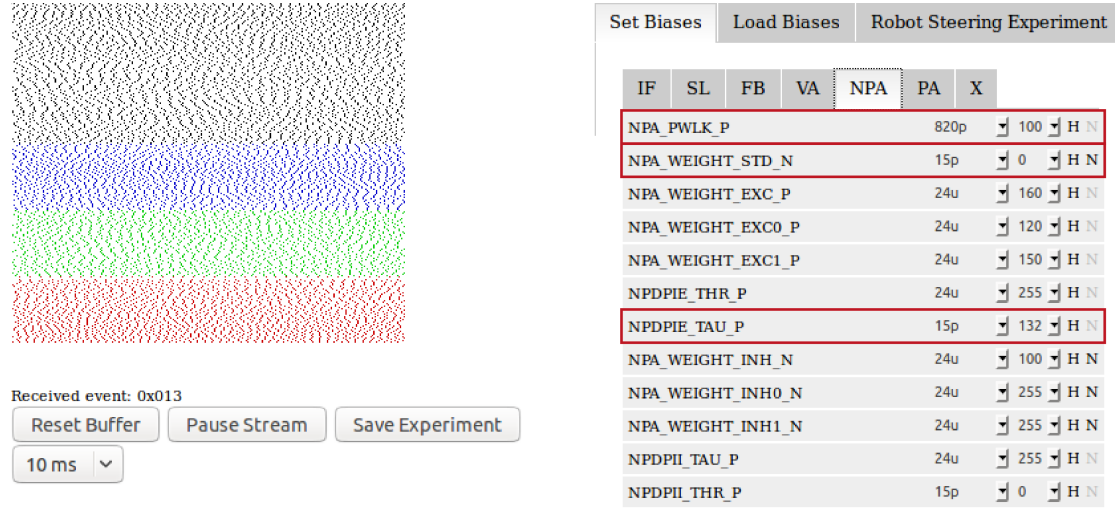 Set Biases Load Biases Robot Steering Experiment
IF SL FB VA NPA PA X
NPA_PWLK_P 820p 100 H N
NPA_WEIGHT_STD_N 15p 0 H N
NPA_WEIGHT_EXC_P 24u 160 H N
NPA_WEIGHT_EXC0_P 24u 120 H N
NPA_WEIGHT_EXC1_P 24u 150 H N
NPDPIE_THR_P 24u 255 H N
NPDPIE_TAU_P 15p 132 H N
NPA_WEIGHT_INH_N 24u 100 H N
NPA_WEIGHT_INH0_N 24u 255 H N
NPA_WEIGHT_INH1_N 24u 255 H N
NPDPII_TAU_P 24u 255 H N
NPDPII_THR_P 15p 0 H N
Received event: 0x013
Reset Buffer Pause Stream Save Experiment
10 ms